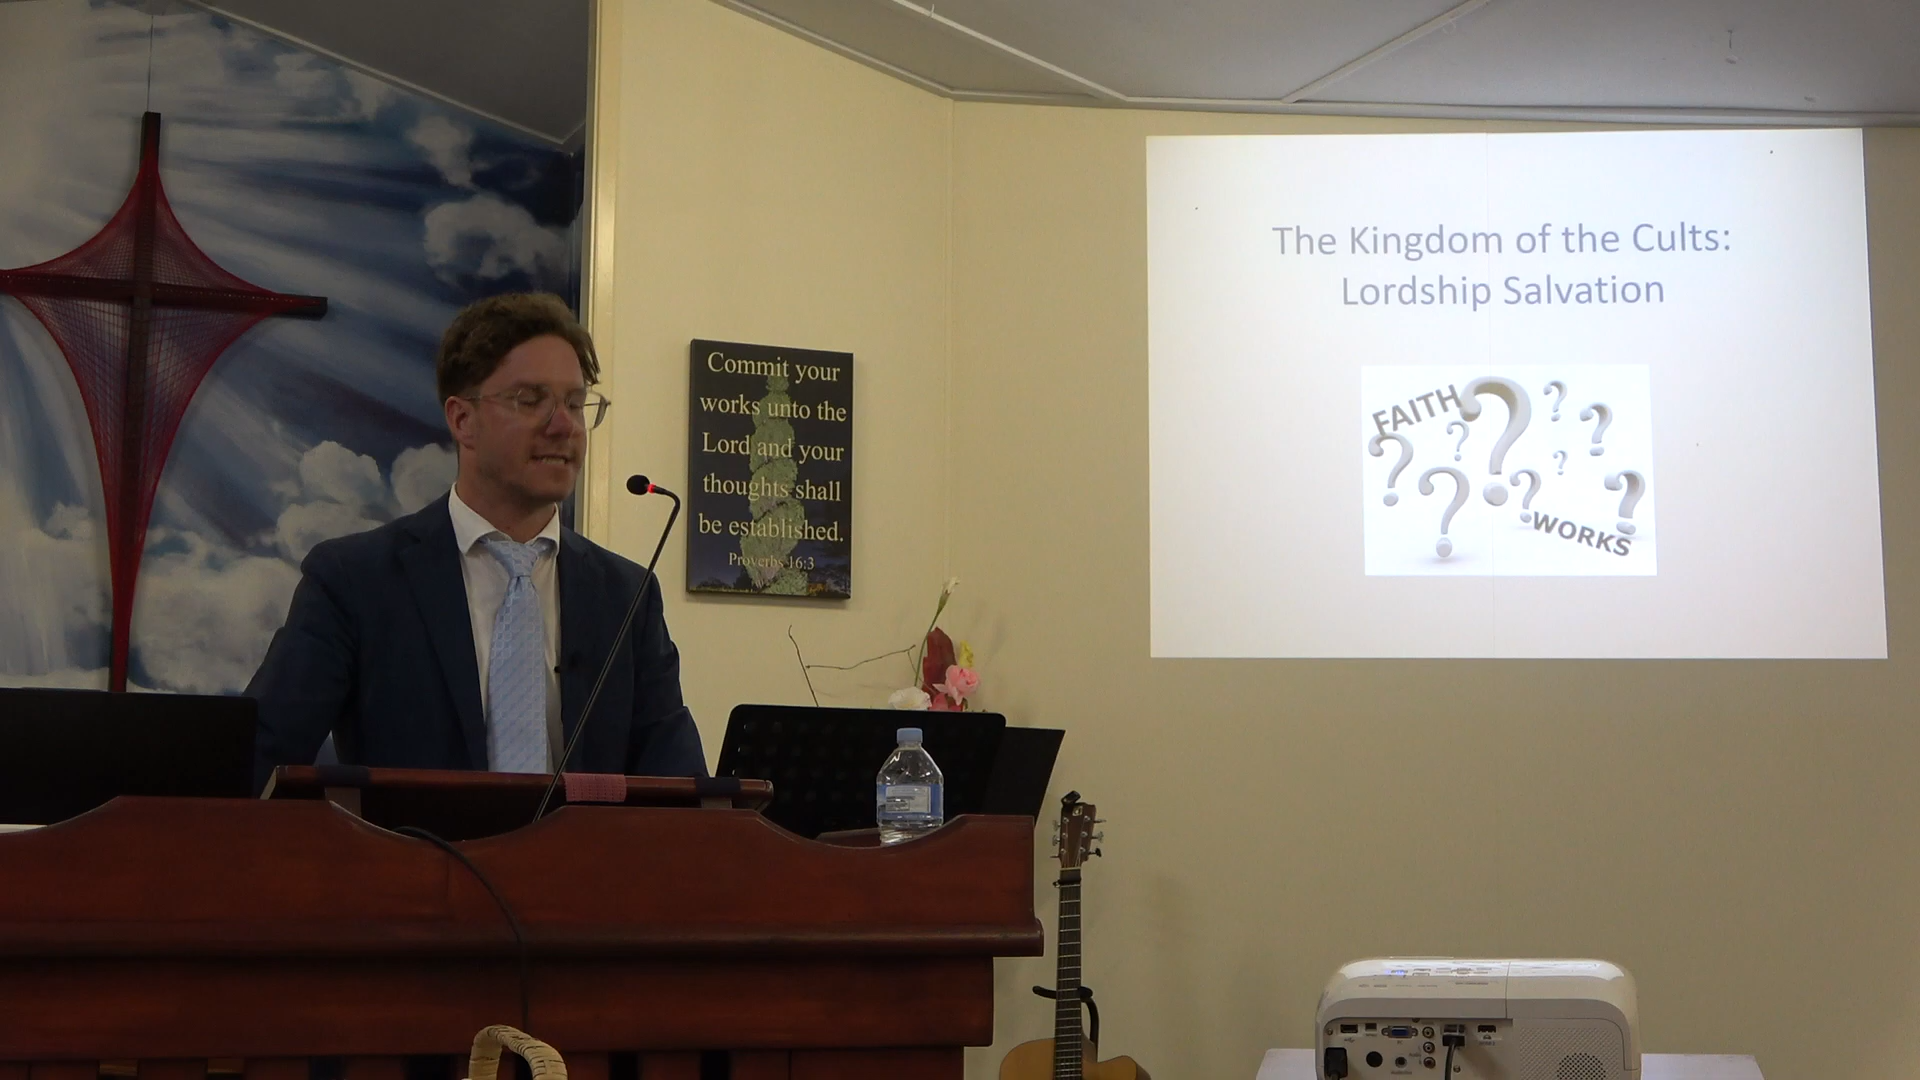 Commit your
works unto the
Lord and your
thoughts shall
be established.
Proverbs 16:3
The Kingdom of the Cults:
Lordship Salvation
FAITH
WORKS